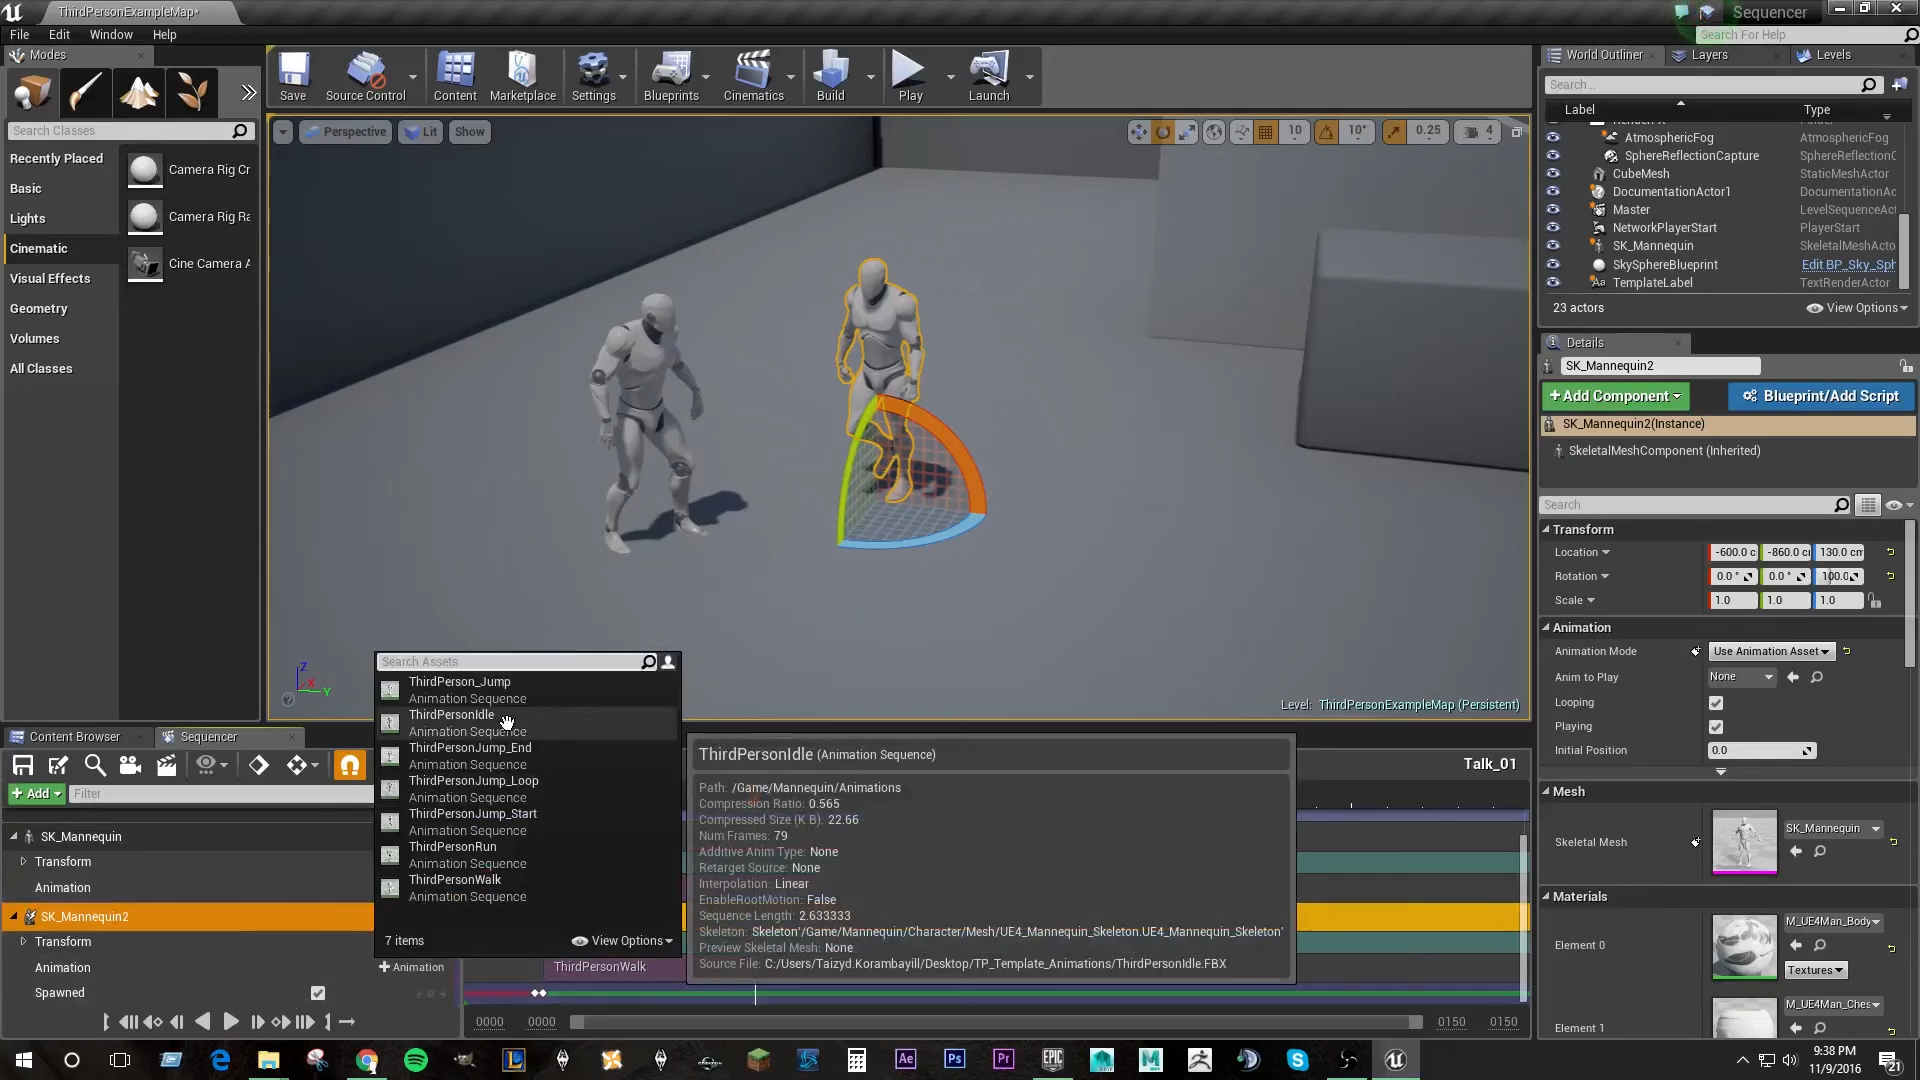 ThirdPersonExampleMap*
Sequencer
File Edit Window Help
Search For Help
Modes
Search Classes
Recently Placed
Basic
Lights
Cinematic
Visual Effects
Geometry
Volumes
All Classes
Camera Rig Cr
Camera Rig Ra
Cine Camera A
Save
Source Control
Content
Marketplace
Settings
Blueprints
Cinematics
Build
Play
Launch
Perspective
Lit
Show
10
10°
0.25
4
Level: ThirdPersonExampleMap (Persistent)
World Outliner
Layers
Levels
Search...
Label Type
AtmosphericFog AtmosphericFog
SphereReflectionCapture SphereReflectionC
CubeMesh StaticMeshActor
DocumentationActor1 DocumentationAc
Master LevelSequenceAct
NetworkPlayerStart PlayerStart
SK_Mannequin SkeletalMeshActo
SkySphereBlueprint Edit BP_Sky_Sph
TemplateLabel TextRenderActor
23 actors
View Options
Details
SK_Mannequin2
+Add Component
Blueprint/Add Script
SK_Mannequin2(Instance)
SkeletalMeshComponent (Inherited)
Search
Transform
Location -600.0 c -860.0 c 130.0 cm
Rotation 0.0 ° 0.0 ° 100.0
Scale 1.0 1.0 1.0
Animation
Animation Mode Use Animation Asset
Anim to Play None
Looping
Playing
Initial Position 0.0
Mesh
Skeletal Mesh SK_Mannequin
Materials
Element 0 M_UE4Man_Body
Textures
Element 1 M_UE4Man_Ches
Content Browser
Sequencer
+ Add
Filter
SK_Mannequin
Transform
Animation
SK_Mannequin2
Transform
Animation
Spawned
+ Animation
ThirdPersonWalk
Talk_01
0000 0000 0150 0150
Search Assets
ThirdPerson_Jump
Animation Sequence
ThirdPersonIdle
Animation Sequence
ThirdPersonJump_End
Animation Sequence
ThirdPersonJump_Loop
Animation Sequence
ThirdPersonJump_Start
Animation Sequence
ThirdPersonRun
Animation Sequence
ThirdPersonWalk
Animation Sequence
7 items
View Options
ThirdPersonIdle (Animation Sequence)
Path: /Game/Mannequin/Animations
Compression Ratio: 0.565
Compressed Size (K B): 22.66
Num Frames: 79
Additive Anim Type: None
Retarget Source: None
Interpolation: Linear
EnableRootMotion: False
Sequence Length: 2.633333
Skeleton: Skeleton'/Game/Mannequin/Character/Mesh/UE4_Mannequin_Skeleton.UE4_Mannequin_Skeleton'
Preview Skeletal Mesh: None
Source File: C:/Users/Taizyd.Korambayill/Desktop/TP_Template_Animations/ThirdPersonIdle.FBX
Z
X
Y
Ae
Ps
Pr
EPIC
9:38 PM
11/9/2016
21